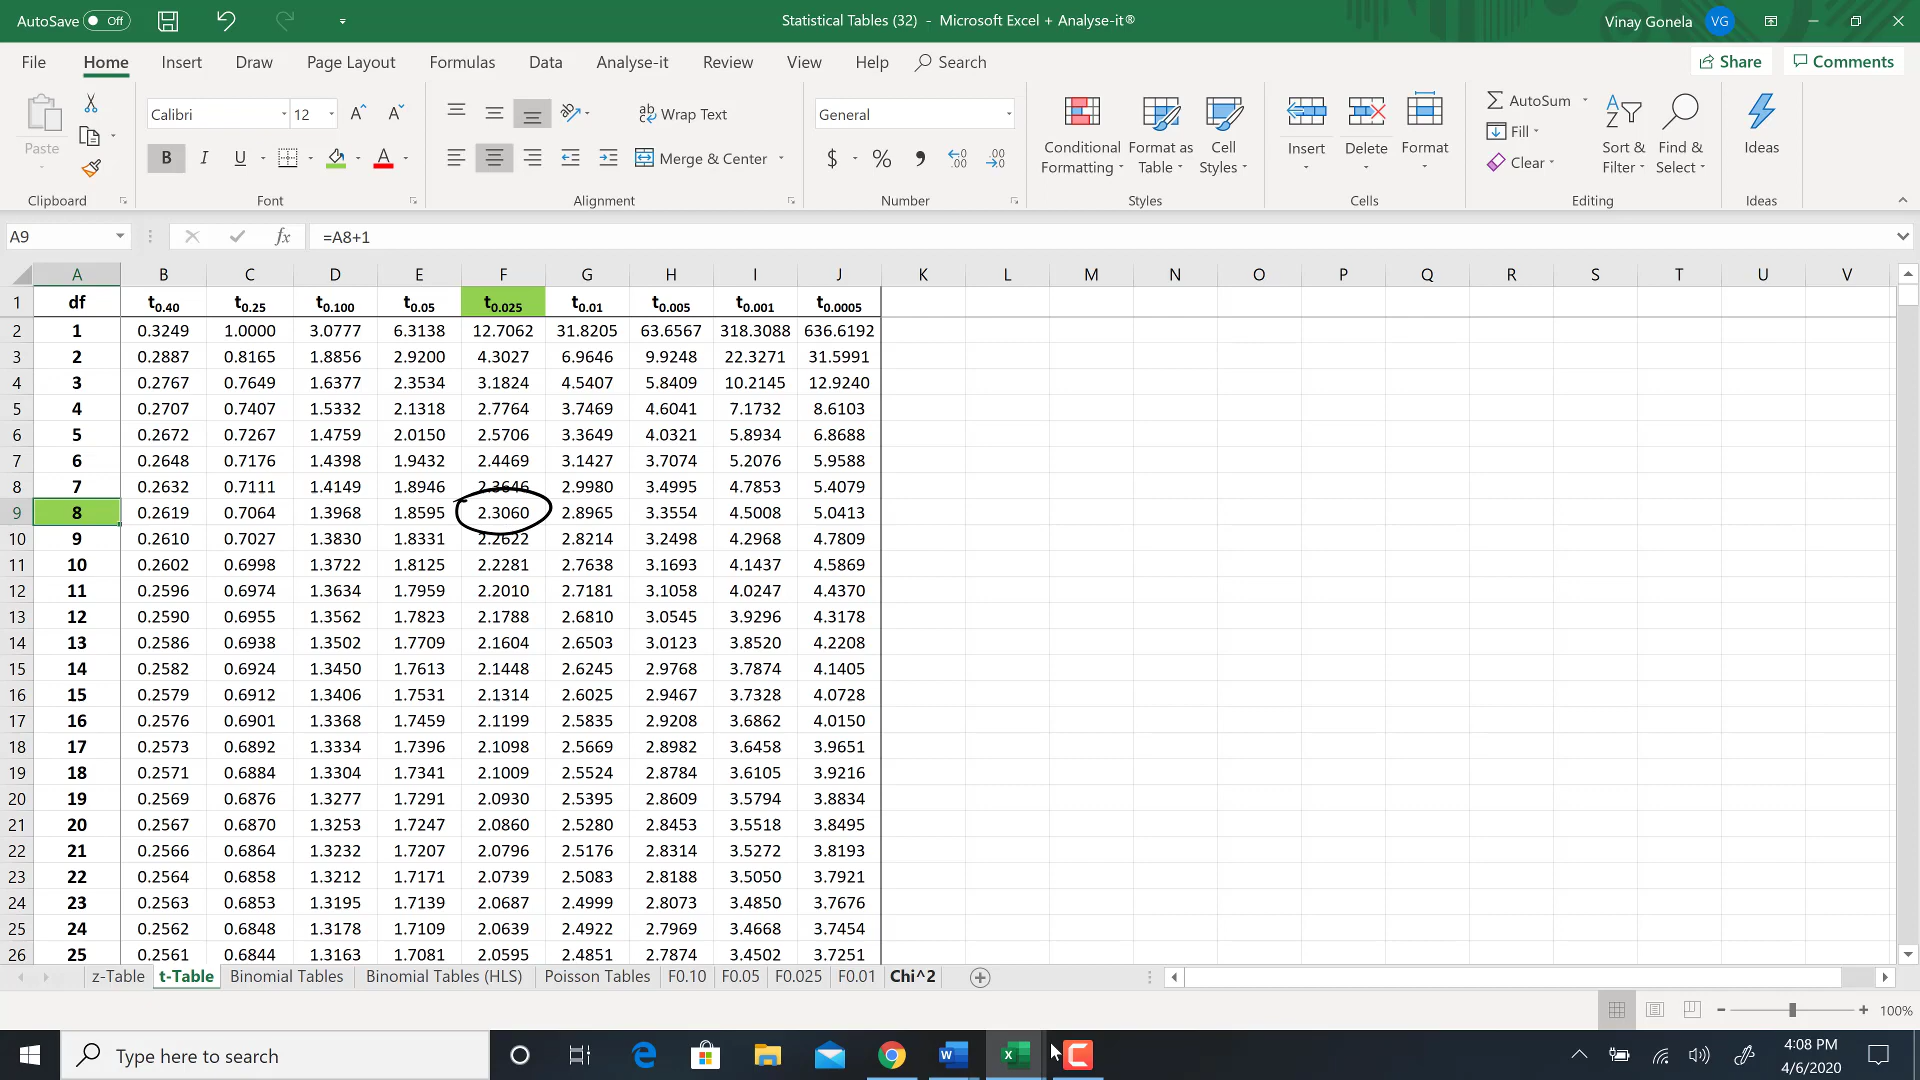 AutoSave Off
Statistical Tables (32) - Microsoft Excel + Analyse-it®
Vinay Gonela VG
File Home Insert Draw Page Layout Formulas Data Analyse-it Review View Help Search Share Comments
Paste
Calibri 12
Wrap Text
General
B I U
Merge & Center
$ % ,
Conditional Formatting
Format as Table
Cell Styles
Insert Delete Format
AutoSum
Fill
Clear
Sort & Filter
Find & Select
Ideas
Clipboard Font Alignment Number Styles Cells Editing Ideas
A9 fx =A8+1
A B C D E F G H I J K L M N O P Q R S T U V
1 df t0.40 t0.25 t0.100 t0.05 t0.025 t0.01 t0.005 t0.001 t0.0005
2 1 0.3249 1.0000 3.0777 6.3138 12.7062 31.8205 63.6567 318.3088 636.6192
3 2 0.2887 0.8165 1.8856 2.9200 4.3027 6.9646 9.9248 22.3271 31.5991
4 3 0.2767 0.7649 1.6377 2.3534 3.1824 4.5407 5.8409 10.2145 12.9240
5 4 0.2707 0.7407 1.5332 2.1318 2.7764 3.7469 4.6041 7.1732 8.6103
6 5 0.2672 0.7267 1.4759 2.0150 2.5706 3.3649 4.0321 5.8934 6.8688
7 6 0.2648 0.7176 1.4398 1.9432 2.4469 3.1427 3.7074 5.2076 5.9588
8 7 0.2632 0.7111 1.4149 1.8946 2.3646 2.9980 3.4995 4.7853 5.4079
9 8 0.2619 0.7064 1.3968 1.8595 2.3060 2.8965 3.3554 4.5008 5.0413
10 9 0.2610 0.7027 1.3830 1.8331 2.2622 2.8214 3.2498 4.2968 4.7809
11 10 0.2602 0.6998 1.3722 1.8125 2.2281 2.7638 3.1693 4.1437 4.5869
12 11 0.2596 0.6974 1.3634 1.7959 2.2010 2.7181 3.1058 4.0247 4.4370
13 12 0.2590 0.6955 1.3562 1.7823 2.1788 2.6810 3.0545 3.9296 4.3178
14 13 0.2586 0.6938 1.3502 1.7709 2.1604 2.6503 3.0123 3.8520 4.2208
15 14 0.2582 0.6924 1.3450 1.7613 2.1448 2.6245 2.9768 3.7874 4.1405
16 15 0.2579 0.6912 1.3406 1.7531 2.1314 2.6025 2.9467 3.7328 4.0728
17 16 0.2576 0.6901 1.3368 1.7459 2.1199 2.5835 2.9208 3.6862 4.0150
18 17 0.2573 0.6892 1.3334 1.7396 2.1098 2.5669 2.8982 3.6458 3.9651
19 18 0.2571 0.6884 1.3304 1.7341 2.1009 2.5524 2.8784 3.6105 3.9216
20 19 0.2569 0.6876 1.3277 1.7291 2.0930 2.5395 2.8609 3.5794 3.8834
21 20 0.2567 0.6870 1.3253 1.7247 2.0860 2.5280 2.8453 3.5518 3.8495
22 21 0.2566 0.6864 1.3232 1.7207 2.0796 2.5176 2.8314 3.5272 3.8193
23 22 0.2564 0.6858 1.3212 1.7171 2.0739 2.5083 2.8188 3.5050 3.7921
24 23 0.2563 0.6853 1.3195 1.7139 2.0687 2.4999 2.8073 3.4850 3.7676
25 24 0.2562 0.6848 1.3178 1.7109 2.0639 2.4922 2.7969 3.4668 3.7454
26 25 0.2561 0.6844 1.3163 1.7081 2.0595 2.4851 2.7874 3.4502 3.7251
z-Table t-Table Binomial Tables Binomial Tables (HLS) Poisson Tables F0.10 F0.05 F0.025 F0.01 Chi^2
100%
Type here to search
4:08 PM
4/6/2020